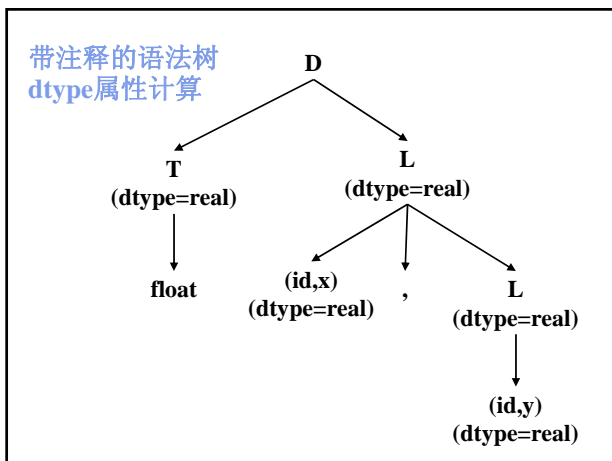 带注释的语法树
dtype属性计算
D
T
(dtype=real)
L
(dtype=real)
float
(id,x)
(dtype=real)
,
L
(dtype=real)
(id,y)
(dtype=real)